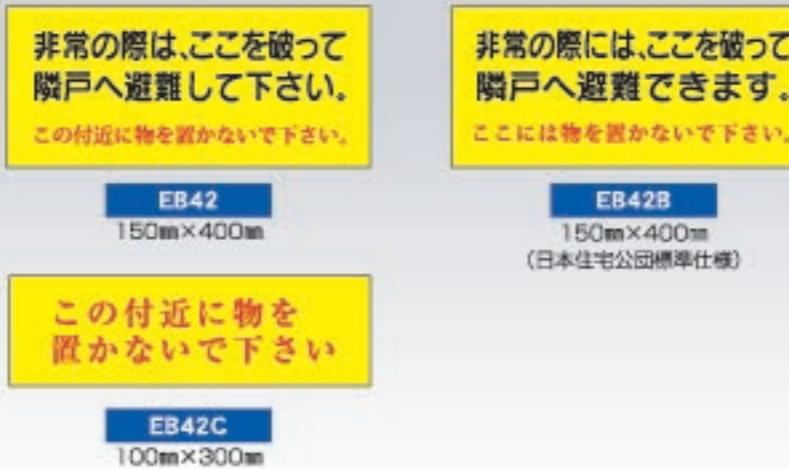 非常の際は、ここを破って
隣戸へ避難して下さい。
この付近に物を置かないで下さい。
EB42
150㎜×400㎜
非常の際には、ここを破って
隣戸へ避難できます。
ここには物を置かないで下さい。
EB42B
150㎜×400㎜
(日本住宅公団標準仕様)
この付近に物を
置かないで下さい
EB42C
100㎜×300㎜